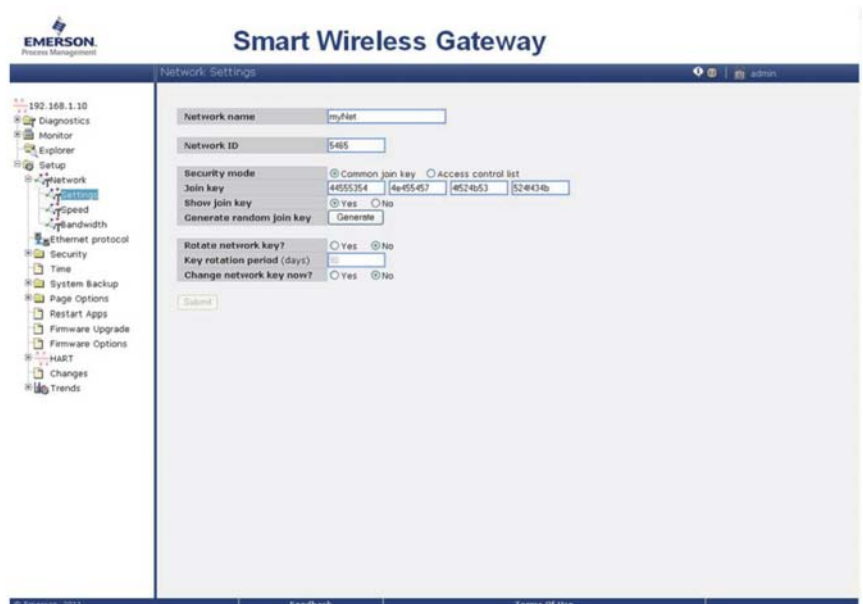 EMERSON.
Process Management
Smart Wireless Gateway
Network Settings
admin
192.168.1.10
Diagnostics
Monitor
Explorer
Setup
Network
Settings
Speed
Bandwidth
Ethernet protocol
Security
Time
System Backup
Page Options
Restart Apps
Firmware Upgrade
Firmware Options
HART
Changes
Trends
Network name myNet
Network ID 5465
Security mode Common join key Access control list
Join key 44555354 4e455457 4f524b53 524f434b
Show join key Yes No
Generate random join key Generate
Rotate network key? Yes No
Key rotation period (days)
Change network key now? Yes No
Submit
© Emerson, 2011 Feedback Terms Of Use